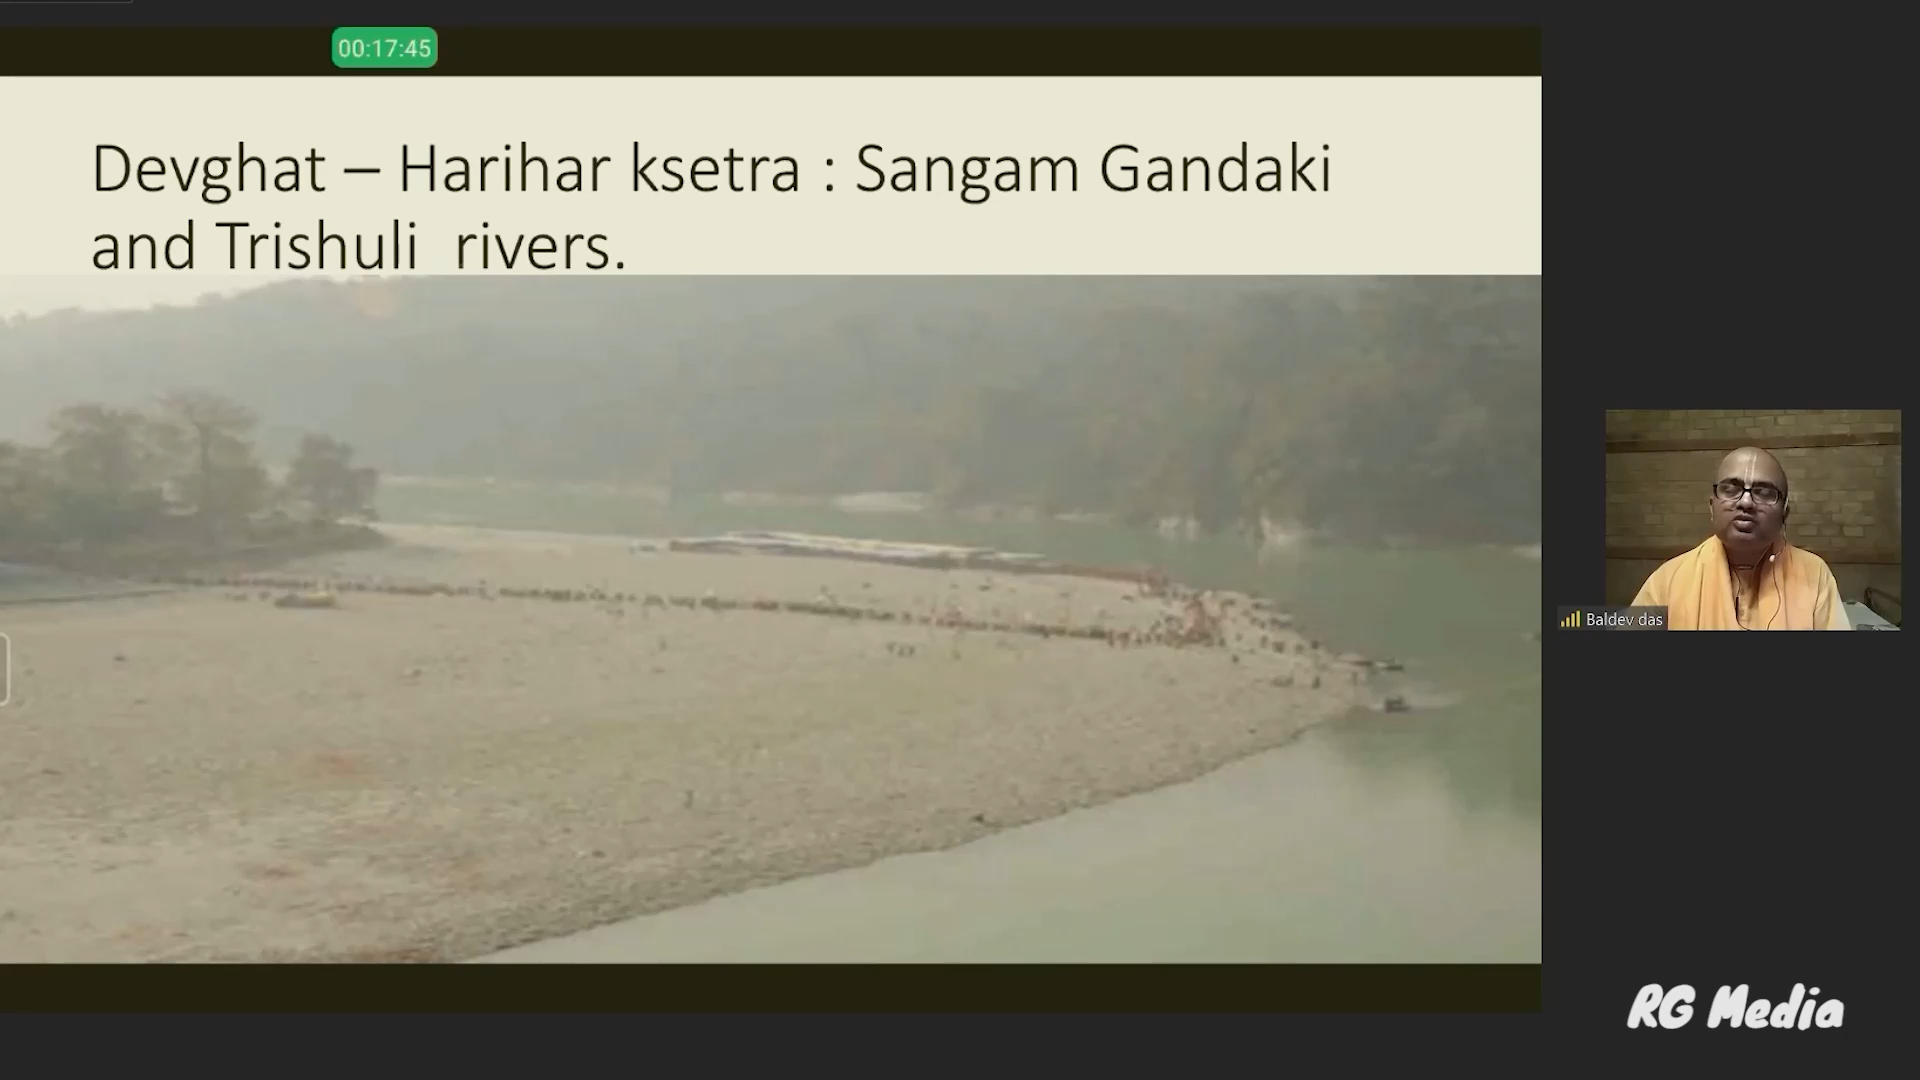 00:17:45
Devghat – Harihar ksetra : Sangam Gandaki
and Trishuli  rivers.
Baldev das
RG Media